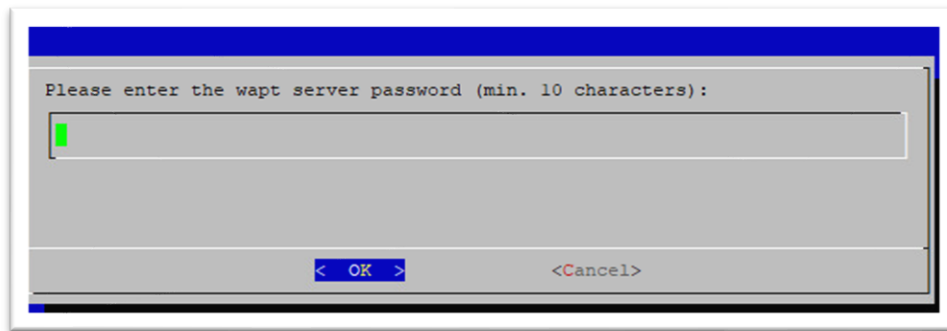 Please enter the wapt server password (min. 10 characters):
< OK > <Cancel>